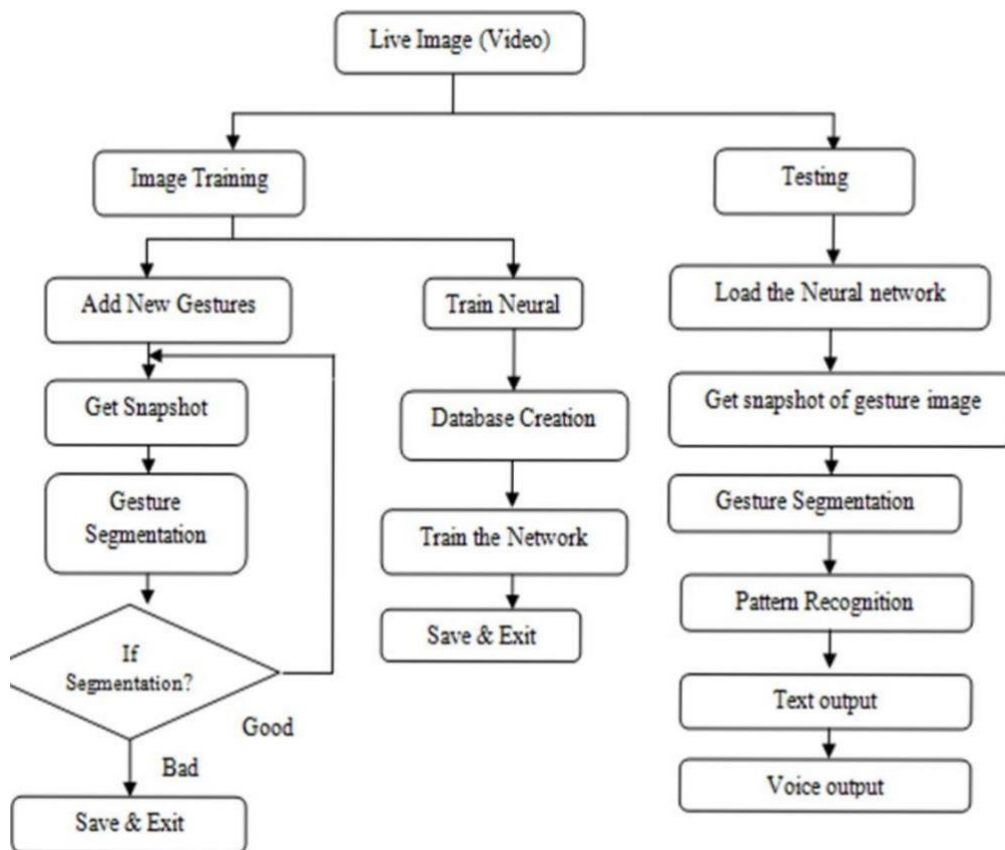 Live Image (Video)
Image Training
Testing
Add New Gestures
Train Neural
Load the Neural network
Get Snapshot
Database Creation
Get snapshot of gesture image
Gesture
Segmentation
Train the Network
Gesture Segmentation
If
Segmentation?
Save & Exit
Pattern Recognition
Good
Bad
Text output
Save & Exit
Voice output